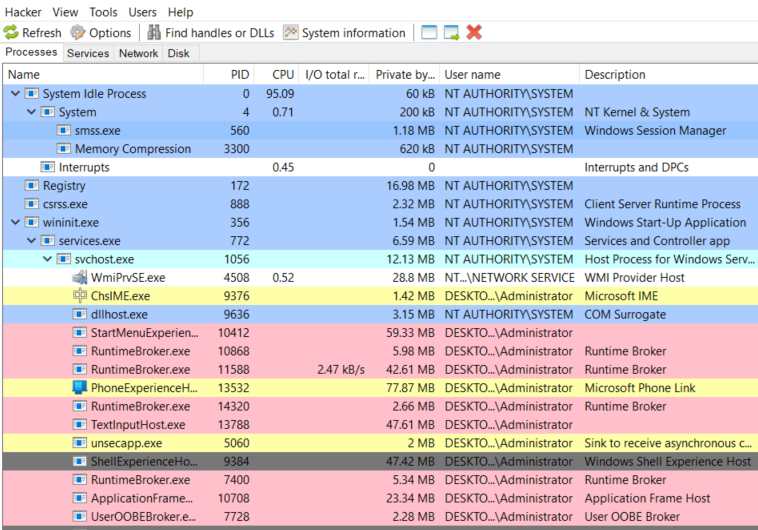 Hacker View Tools Users Help
Refresh Options Find handles or DLLs System information
Processes Services Network Disk
Name PID CPU I/O total r... Private by... User name Description
System Idle Process 0 95.09 60 kB NT AUTHORITY\SYSTEM
System 4 0.71 200 kB NT AUTHORITY\SYSTEM NT Kernel & System
smss.exe 560 1.18 MB NT AUTHORITY\SYSTEM Windows Session Manager
Memory Compression 3300 620 kB NT AUTHORITY\SYSTEM
Interrupts 0.45 0 Interrupts and DPCs
Registry 172 16.98 MB NT AUTHORITY\SYSTEM
csrss.exe 888 2.32 MB NT AUTHORITY\SYSTEM Client Server Runtime Process
wininit.exe 356 1.54 MB NT AUTHORITY\SYSTEM Windows Start-Up Application
services.exe 772 6.59 MB NT AUTHORITY\SYSTEM Services and Controller app
svchost.exe 1056 12.13 MB NT AUTHORITY\SYSTEM Host Process for Windows Serv...
WmiPrvSE.exe 4508 0.52 28.8 MB NT...\NETWORK SERVICE WMI Provider Host
ChsIME.exe 9376 1.42 MB DESKTO...\Administrator Microsoft IME
dllhost.exe 9636 3.15 MB NT AUTHORITY\SYSTEM COM Surrogate
StartMenuExperien... 10412 59.33 MB DESKTO...\Administrator
RuntimeBroker.exe 10868 5.98 MB DESKTO...\Administrator Runtime Broker
RuntimeBroker.exe 11588 2.47 kB/s 42.61 MB DESKTO...\Administrator Runtime Broker
PhoneExperienceH... 13532 77.87 MB DESKTO...\Administrator Microsoft Phone Link
RuntimeBroker.exe 14320 2.66 MB DESKTO...\Administrator Runtime Broker
TextInputHost.exe 13788 47.61 MB DESKTO...\Administrator
unsecapp.exe 5060 2 MB DESKTO...\Administrator Sink to receive asynchronous c...
ShellExperienceHo... 9384 47.42 MB DESKTO...\Administrator Windows Shell Experience Host
RuntimeBroker.exe 7400 5.34 MB DESKTO...\Administrator Runtime Broker
ApplicationFrame... 10708 23.34 MB DESKTO...\Administrator Application Frame Host
UserOOBEBroker.e... 7728 2.28 MB DESKTO...\Administrator User OOBE Broker